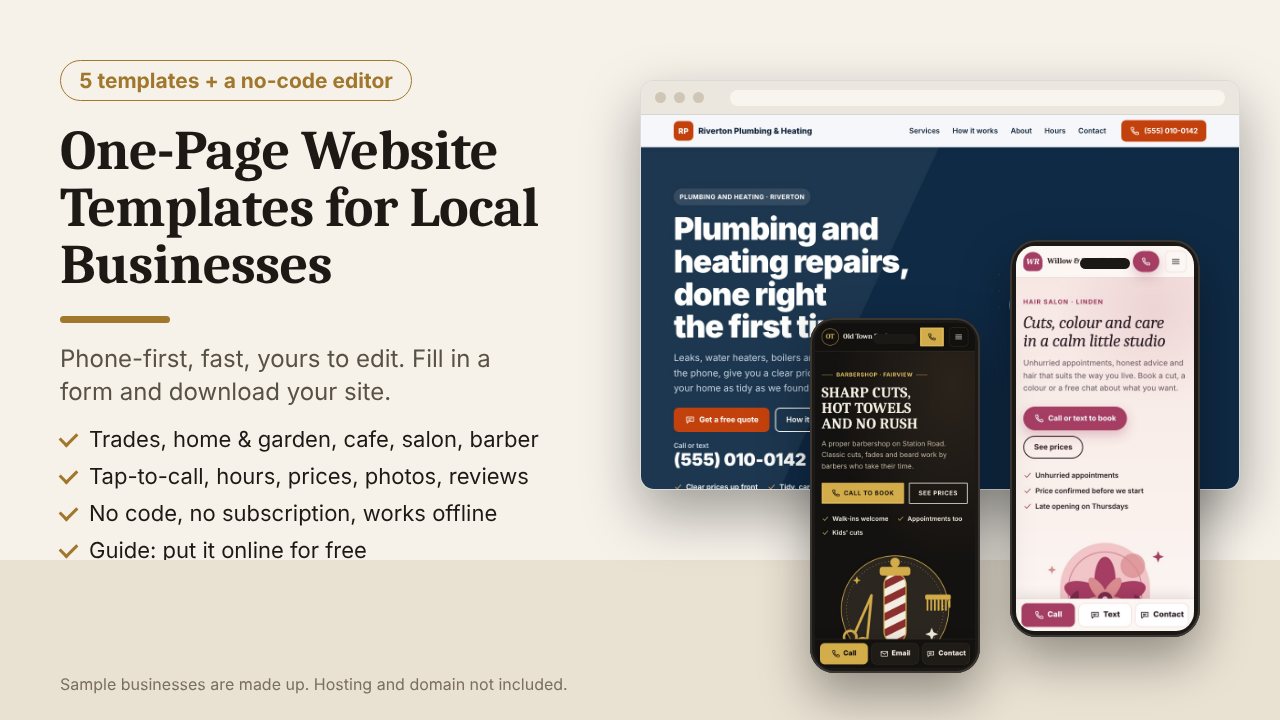 5 templates + a no-code editor
One-Page Website
Templates for Local
Businesses
Phone-first, fast, yours to edit. Fill in a
form and download your site.
Trades, home & garden, cafe, salon, barber
Tap-to-call, hours, prices, photos, reviews
No code, no subscription, works offline
Guide: put it online for free
Sample businesses are made up. Hosting and domain not included.
RP Riverton Plumbing & Heating Services How it works About Hours Contact (555) 010-0142
PLUMBING AND HEATING · RIVERTON
Plumbing and
heating repairs,
done right
the first
Leaks, water heaters, boilers
the phone, give you a clear
your home as tidy as we found
Get a free quote How it
Call or text
(555) 010-0142
Clear prices up front Tidy,
OT Old Town
BARBERSHOP · FAIRVIEW
SHARP CUTS,
HOT TOWELS
AND NO RUSH
A proper barbershop on Station Road.
Classic cuts, fades and beard work by
barbers who take their time.
CALL TO BOOK SEE PRICES
Walk-ins welcome Appointments too
Kids' cuts
Call Email Contact
WR Willow &
HAIR SALON · LINDEN
Cuts, colour and care
in a calm little studio
Unhurried appointments, honest advice and
hair that suits the way you live. Book a cut, a
colour or a free chat about what you want.
Call or text to book
See prices
Unhurried appointments
Price confirmed before we start
Late opening on Thursdays
Call Text Contact